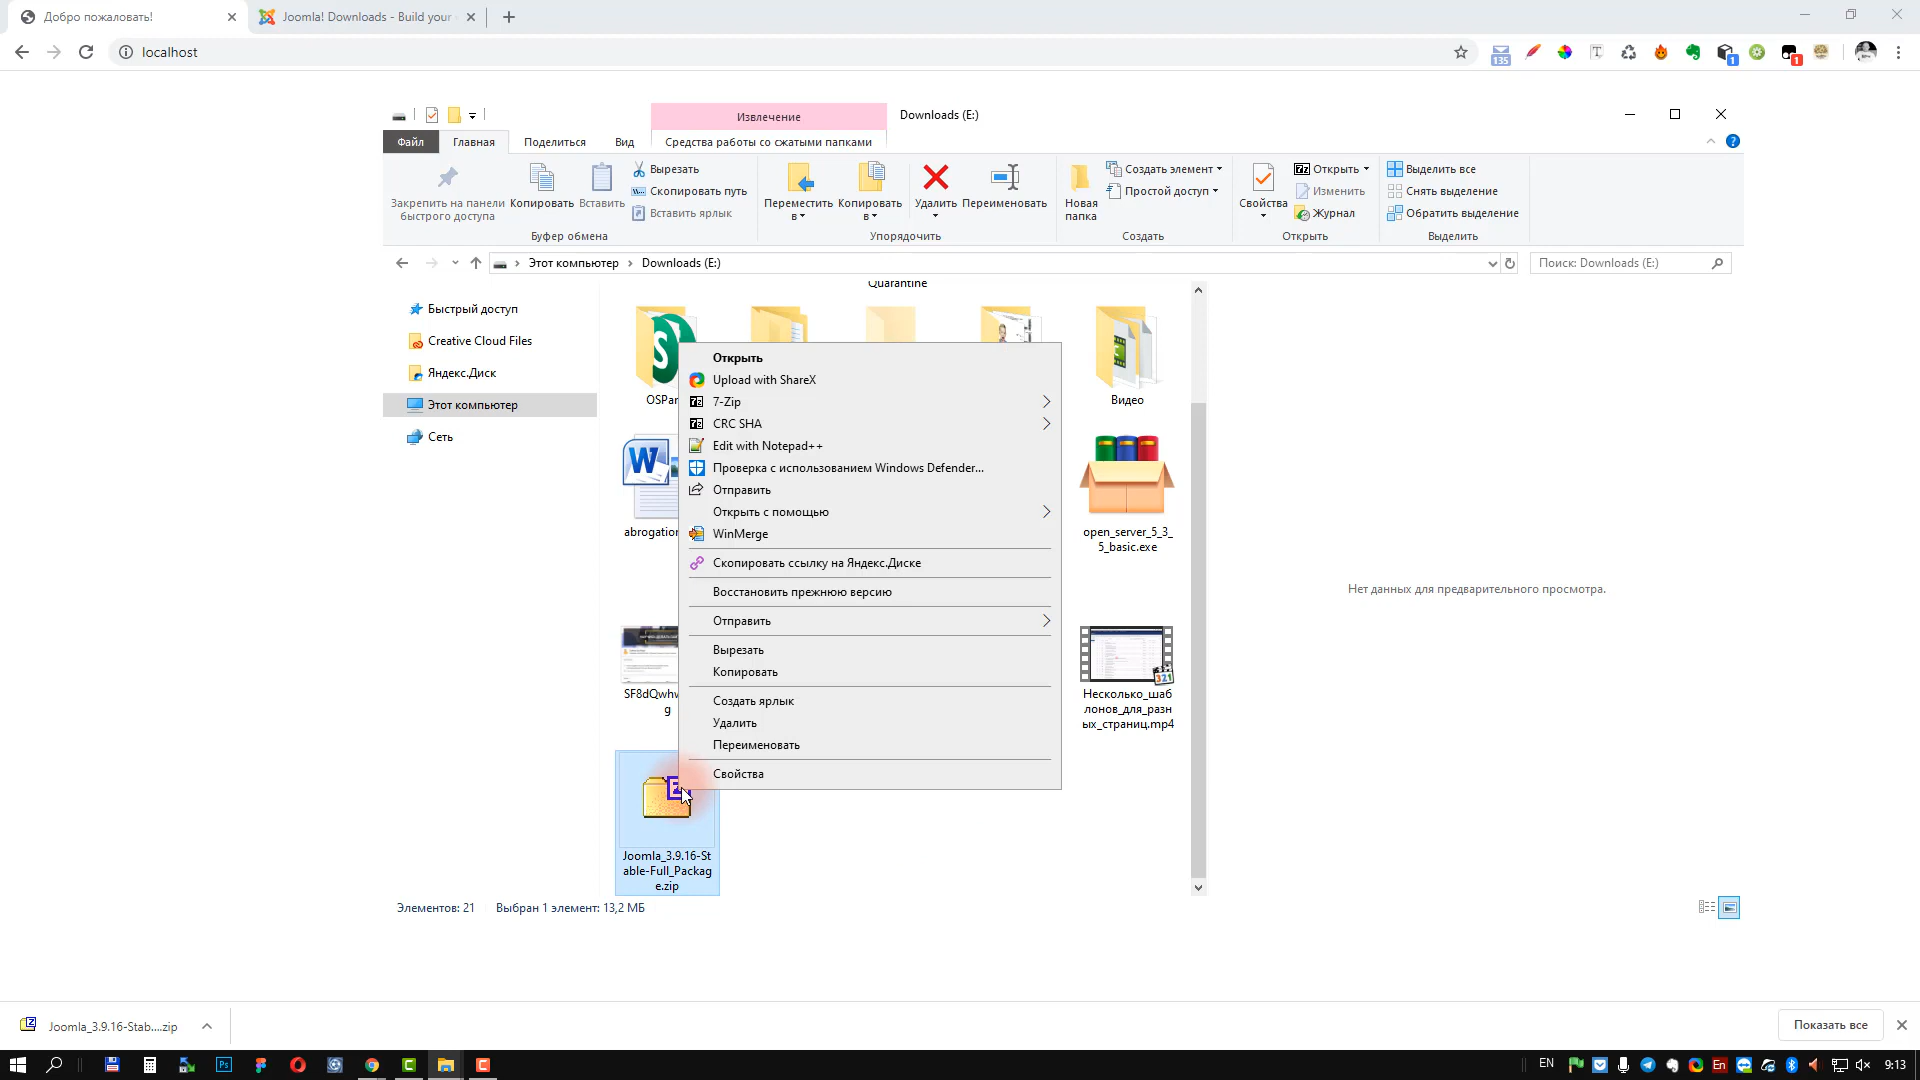 Добро пожаловать!
Joomla! Downloads - Build your
localhost
135
1
1
Извлечение
Downloads (E:)
Файл
Главная
Поделиться
Вид
Средства работы со сжатыми папками
Закрепить на панели
быстрого доступа
Копировать
Вставить
Вырезать
Скопировать путь
Вставить ярлык
Буфер обмена
Переместить
в
Копировать
в
Удалить
Переименовать
Упорядочить
Новая
папка
Создать элемент
Простой доступ
Создать
Свойства
Открыть
Изменить
Журнал
Открыть
Выделить все
Снять выделение
Обратить выделение
Выделить
Этот компьютер
Downloads (E:)
Поиск: Downloads (E:)
Быстрый доступ
Creative Cloud Files
Яндекс.Диск
Этот компьютер
Сеть
Quarantine
OSPan
Видео
abrogation
open_server_5_3_
5_basic.exe
SF8dQwhw
g
Несколько_шаб
лонов_для_разн
ых_страниц.mp4
Joomla_3.9.16-St
able-Full_Packag
e.zip
Открыть
Upload with ShareX
7-Zip
CRC SHA
Edit with Notepad++
Проверка с использованием Windows Defender...
Отправить
Открыть с помощью
WinMerge
Скопировать ссылку на Яндекс.Диске
Восстановить прежнюю версию
Отправить
Вырезать
Копировать
Создать ярлык
Удалить
Переименовать
Свойства
Нет данных для предварительного просмотра.
Элементов: 21
Выбран 1 элемент: 13,2 МБ
Joomla_3.9.16-Stab....zip
Показать все
EN
En
9:13